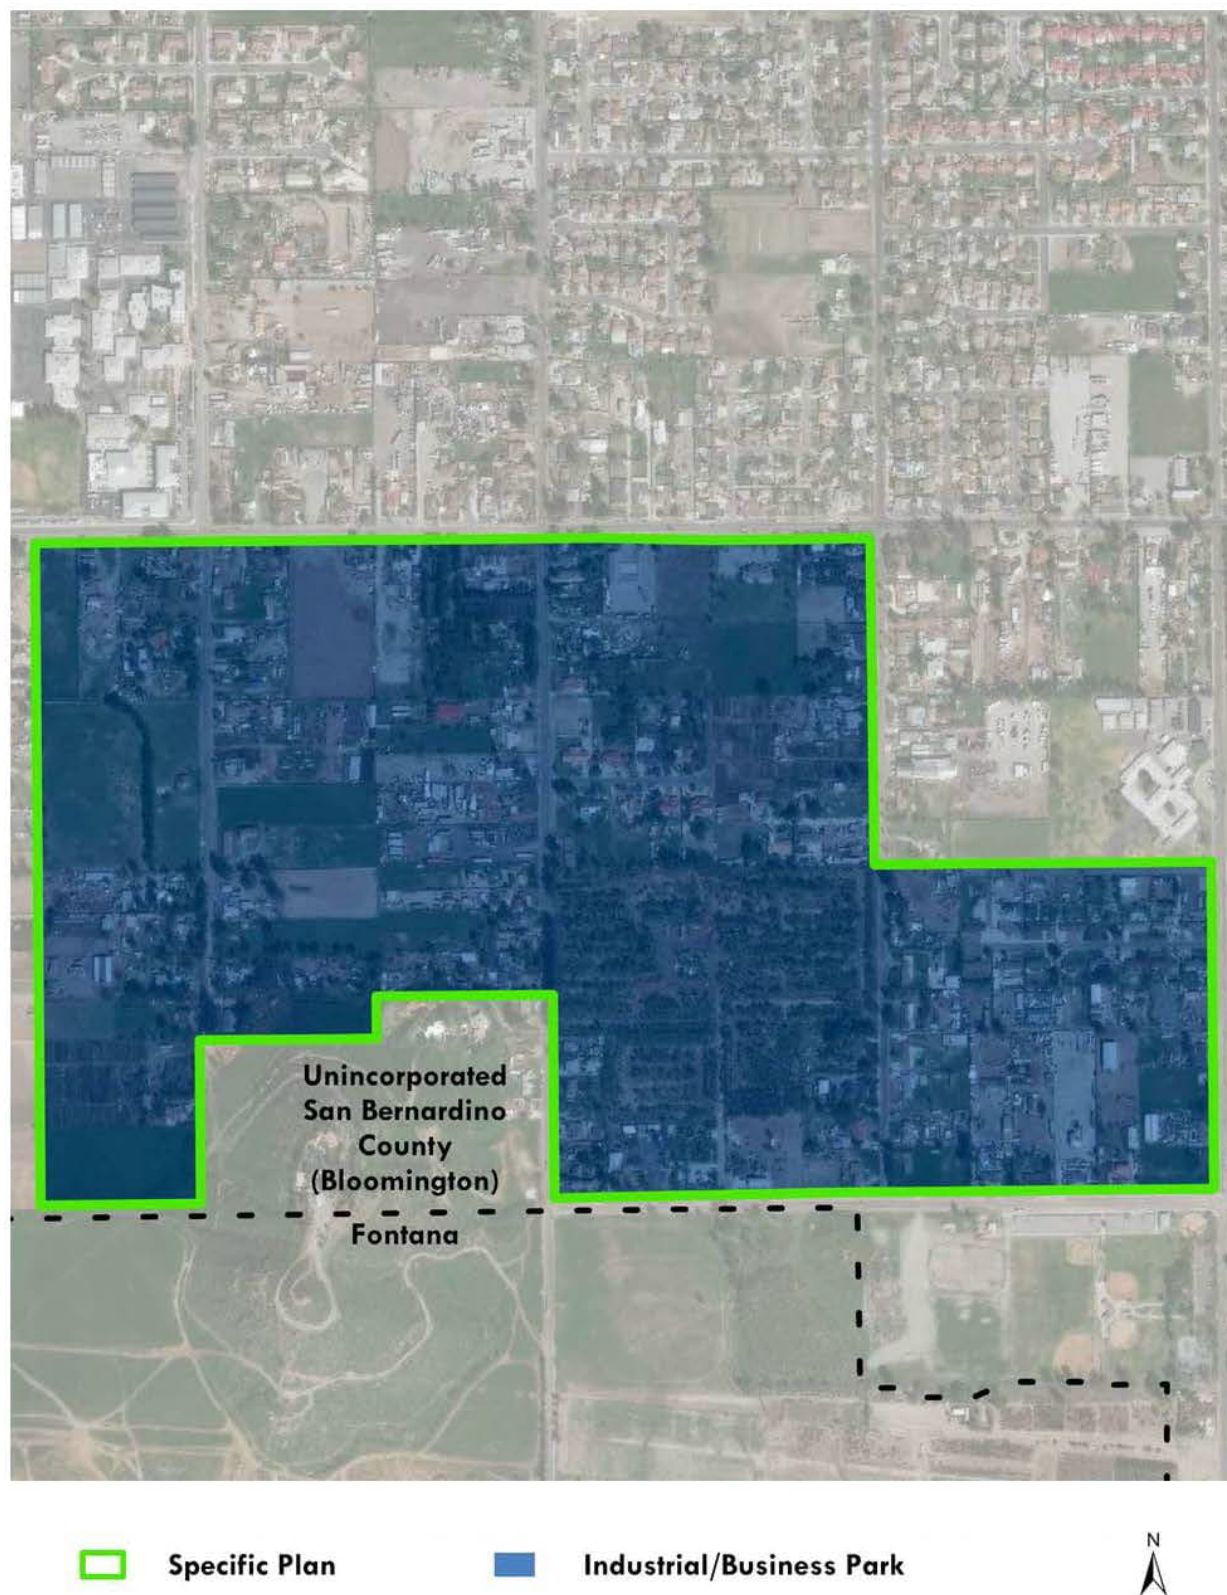 Unincorporated
San Bernardino
County
(Bloomington)
Fontana
Specific Plan
Industrial/Business Park
N